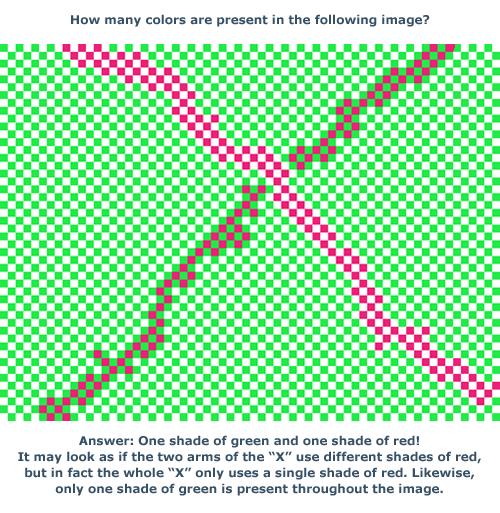 How many colors are present in the following image?
Answer: One shade of green and one shade of red!
It may look as if the two arms of the “X” use different shades of red,
but in fact the whole “X” only uses a single shade of red. Likewise,
only one shade of green is present throughout the image.